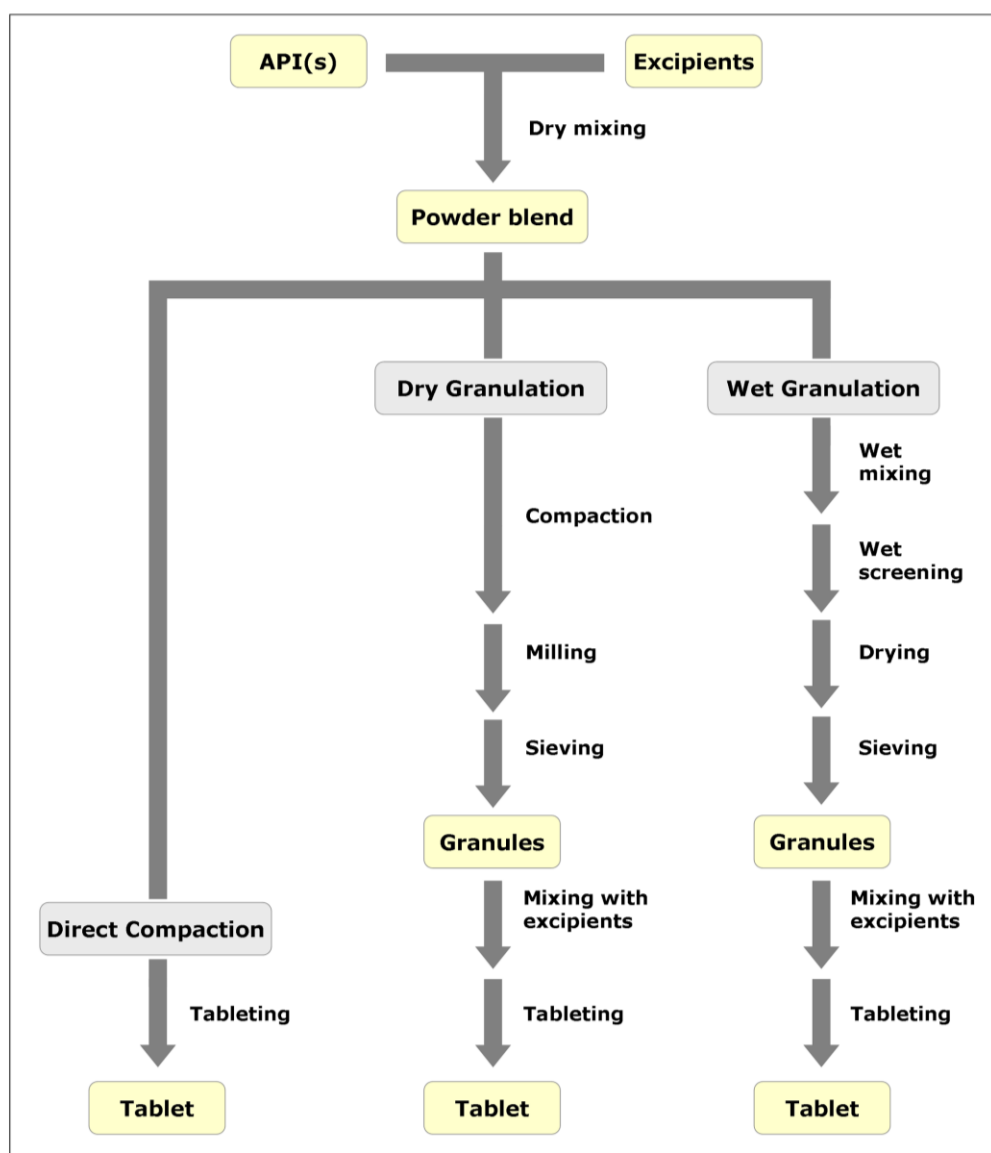 API(s)
Excipients
Dry mixing
Powder blend
Dry Granulation
Wet Granulation
Wet
mixing
Compaction
Wet
screening
Milling
Drying
Sieving
Sieving
Granules
Granules
Direct Compaction
Mixing with
excipients
Mixing with
excipients
Tableting
Tableting
Tableting
Tablet
Tablet
Tablet